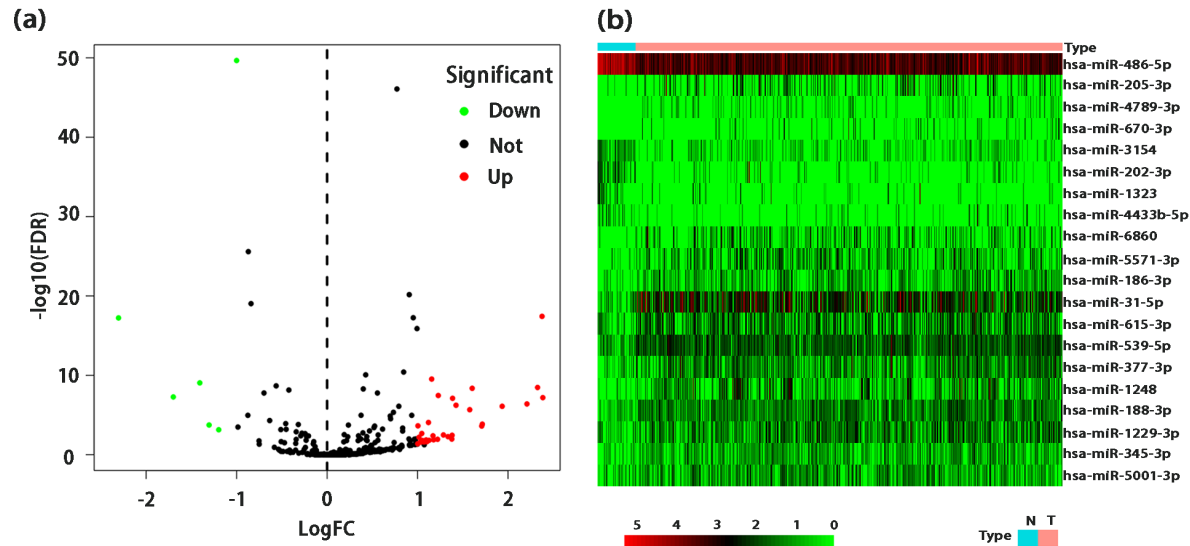 (a)
50
40
30
20
10
0
-log10(FDR)
-2 -1 0 1 2
LogFC
Significant
Down
Not
Up
(b)
Type
hsa-miR-486-5p
hsa-miR-205-3p
hsa-miR-4789-3p
hsa-miR-670-3p
hsa-miR-3154
hsa-miR-202-3p
hsa-miR-1323
hsa-miR-4433b-5p
hsa-miR-6860
hsa-miR-5571-3p
hsa-miR-186-3p
hsa-miR-31-5p
hsa-miR-615-3p
hsa-miR-539-5p
hsa-miR-377-3p
hsa-miR-1248
hsa-miR-188-3p
hsa-miR-1229-3p
hsa-miR-345-3p
hsa-miR-5001-3p
5 4 3 2 1 0
N T
Type